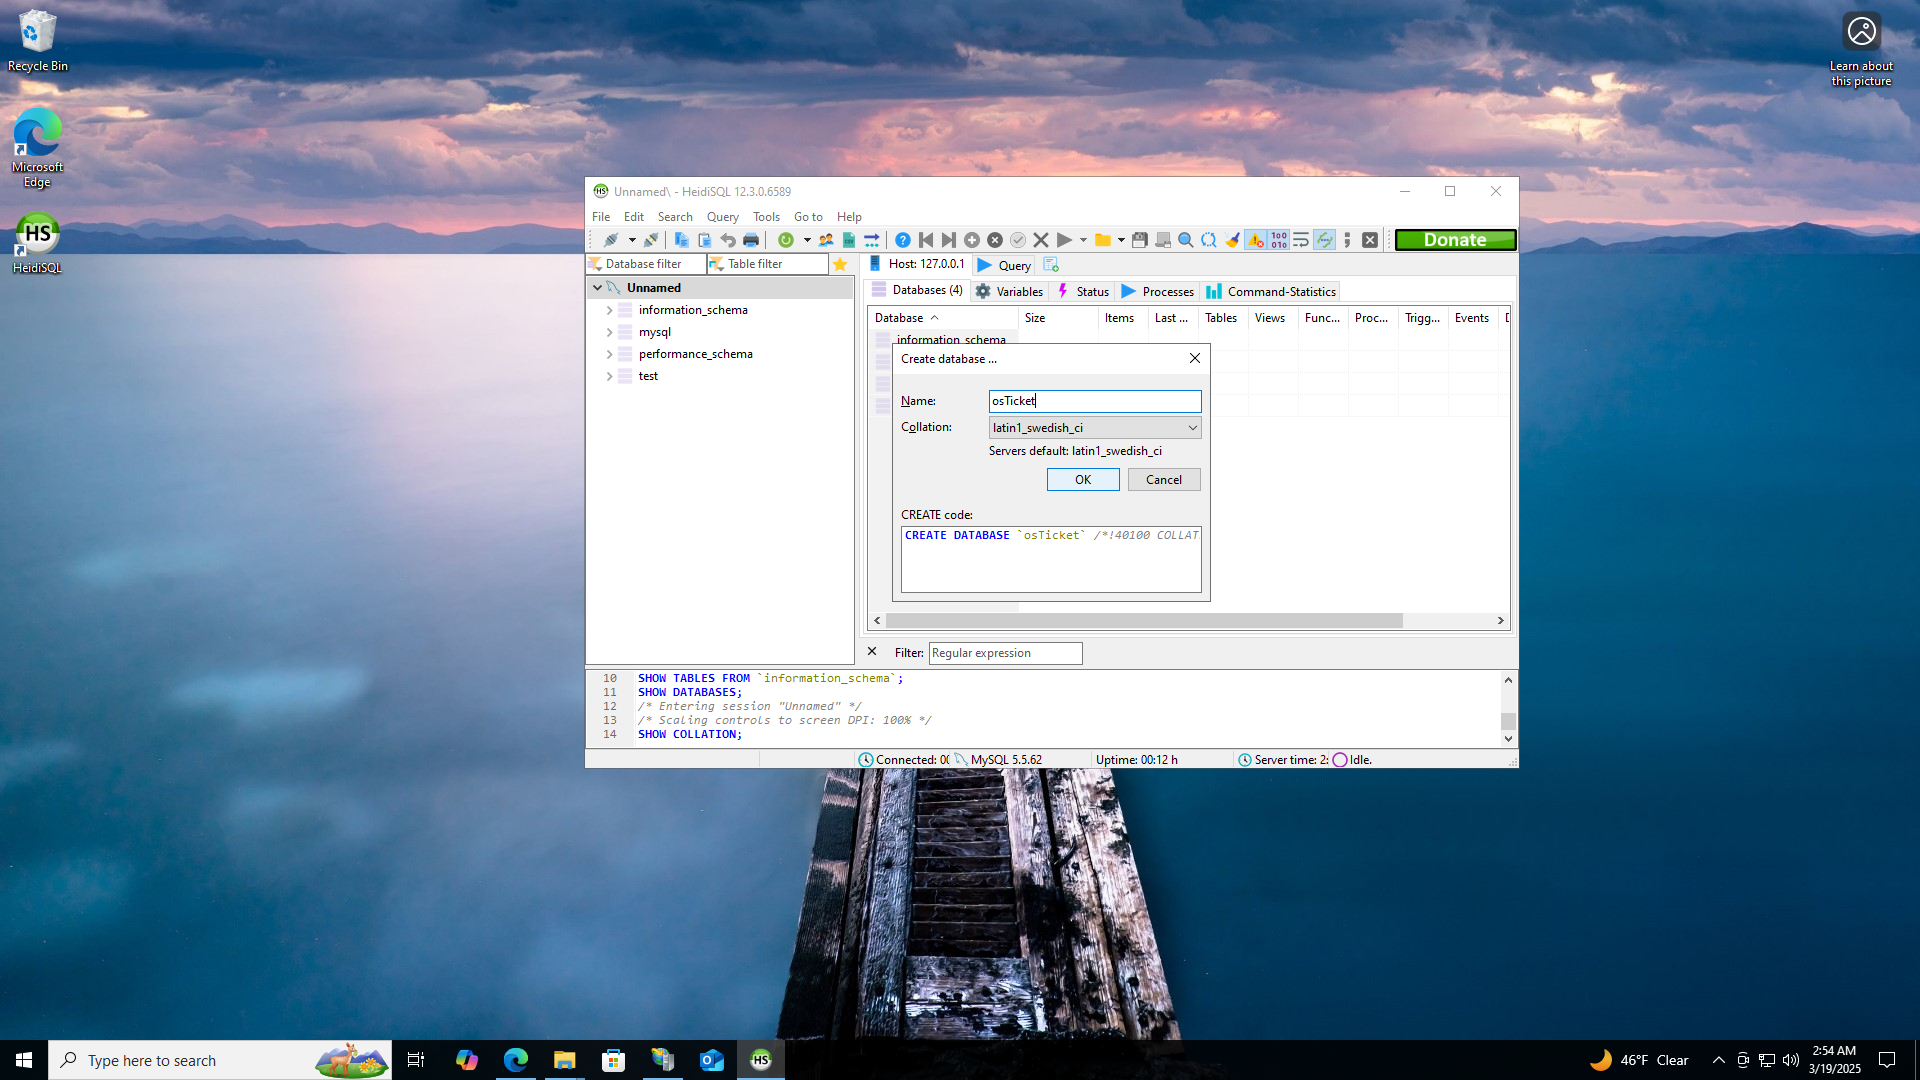 Recycle Bin
Microsoft
Edge
HS
HeidiSQL
Learn about
this picture
HS Unnamed\ - HeidiSQL 12.3.0.6589
File Edit Search Query Tools Go to Help
Donate
Database filter Table filter
Host: 127.0.0.1 Query
Unnamed
information_schema
mysql
performance_schema
test
Databases (4) Variables Status Processes Command-Statistics
Database Size Items Last ... Tables Views Func... Proc... Trigg... Events
information_schema
Create database ...
Name: osTicket
Collation: latin1_swedish_ci
Servers default: latin1_swedish_ci
OK Cancel
CREATE code:
CREATE DATABASE `osTicket` /*!40100 COLLAT
Filter: Regular expression
10 SHOW TABLES FROM `information_schema`;
11 SHOW DATABASES;
12 /* Entering session "Unnamed" */
13 /* Scaling controls to screen DPI: 100% */
14 SHOW COLLATION;
Connected: 00 MySQL 5.5.62 Uptime: 00:12 h Server time: 2: Idle.
Type here to search
HS
46°F Clear
2:54 AM
3/19/2025